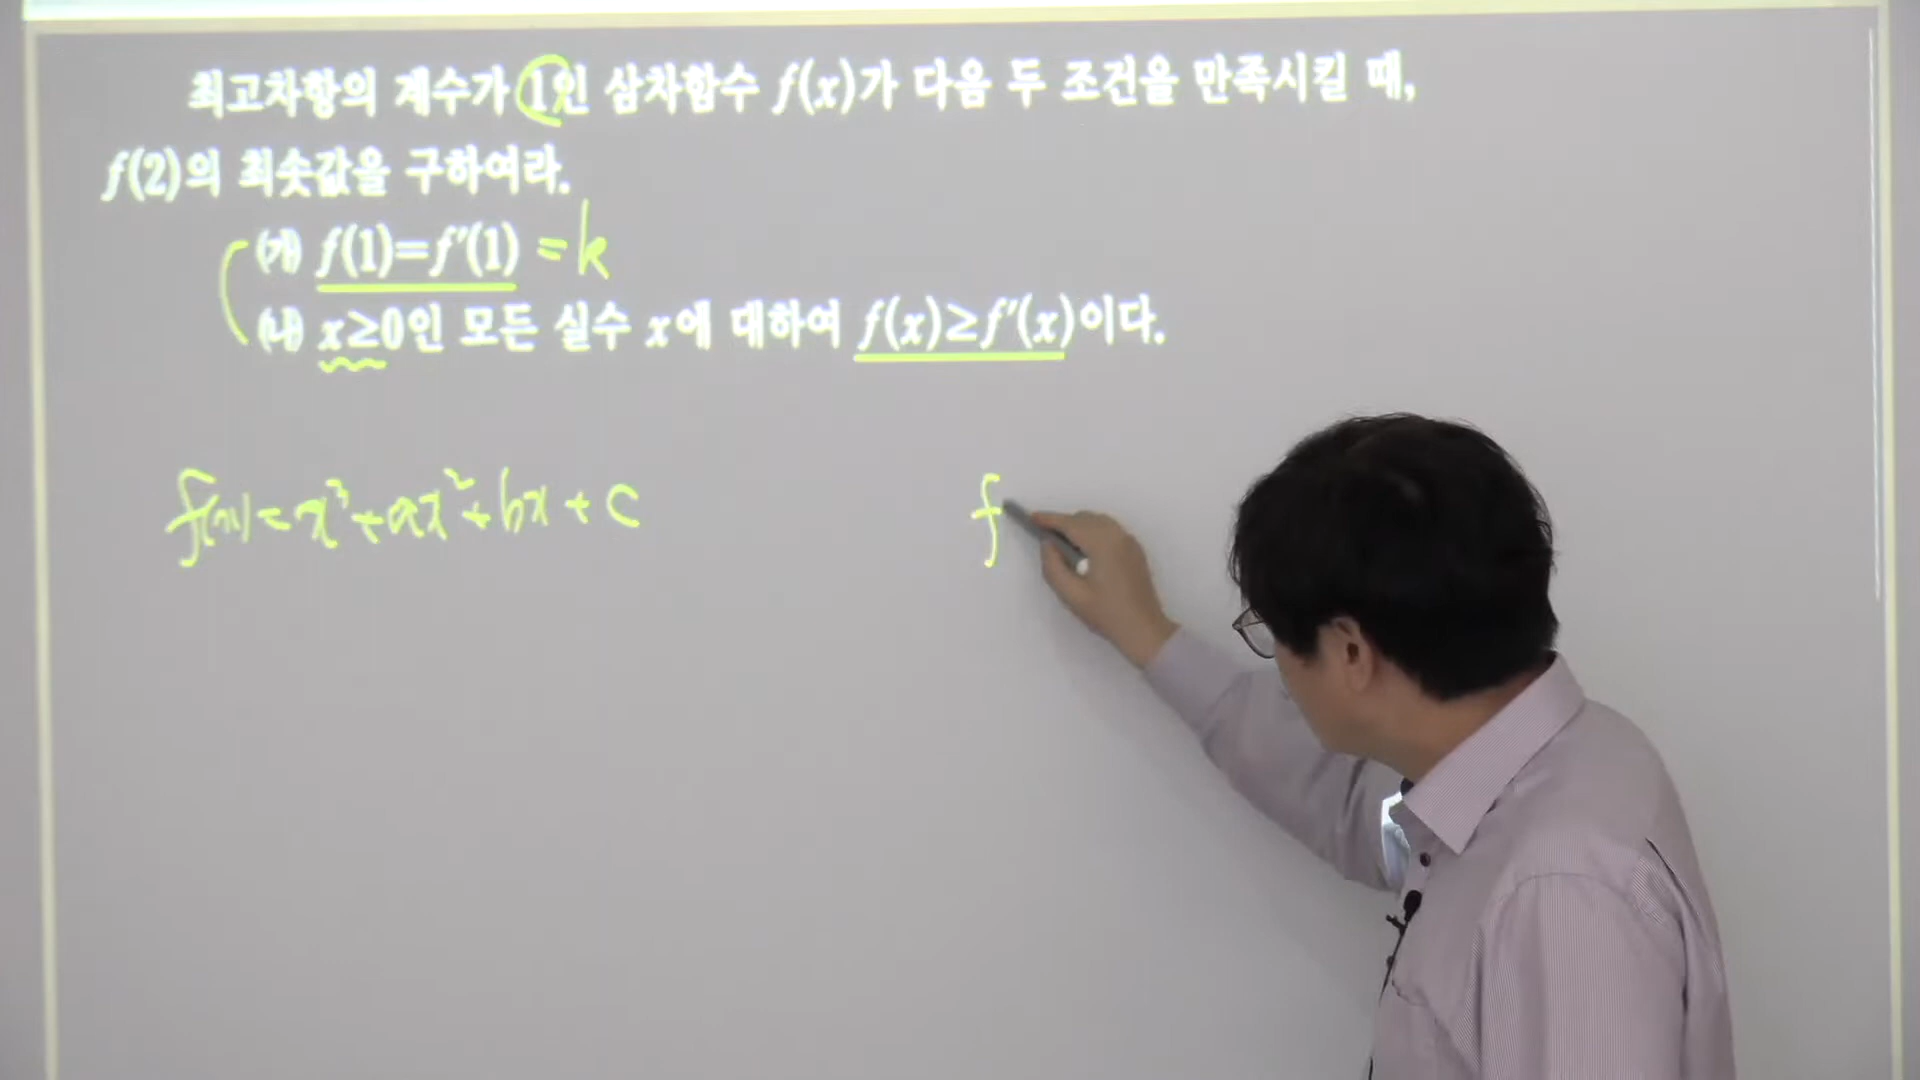 최고차항의 계수가 1인 삼차함수 f(x)가 다음 두 조건을 만족시킬 때,
f(2)의 최솟값을 구하여라.
(가) f(1)=f′(1) = k
(나) x≥0인 모든 실수 x에 대하여 f(x)≥f′(x)이다.
f(x) = x³+ax²+bx+c
f